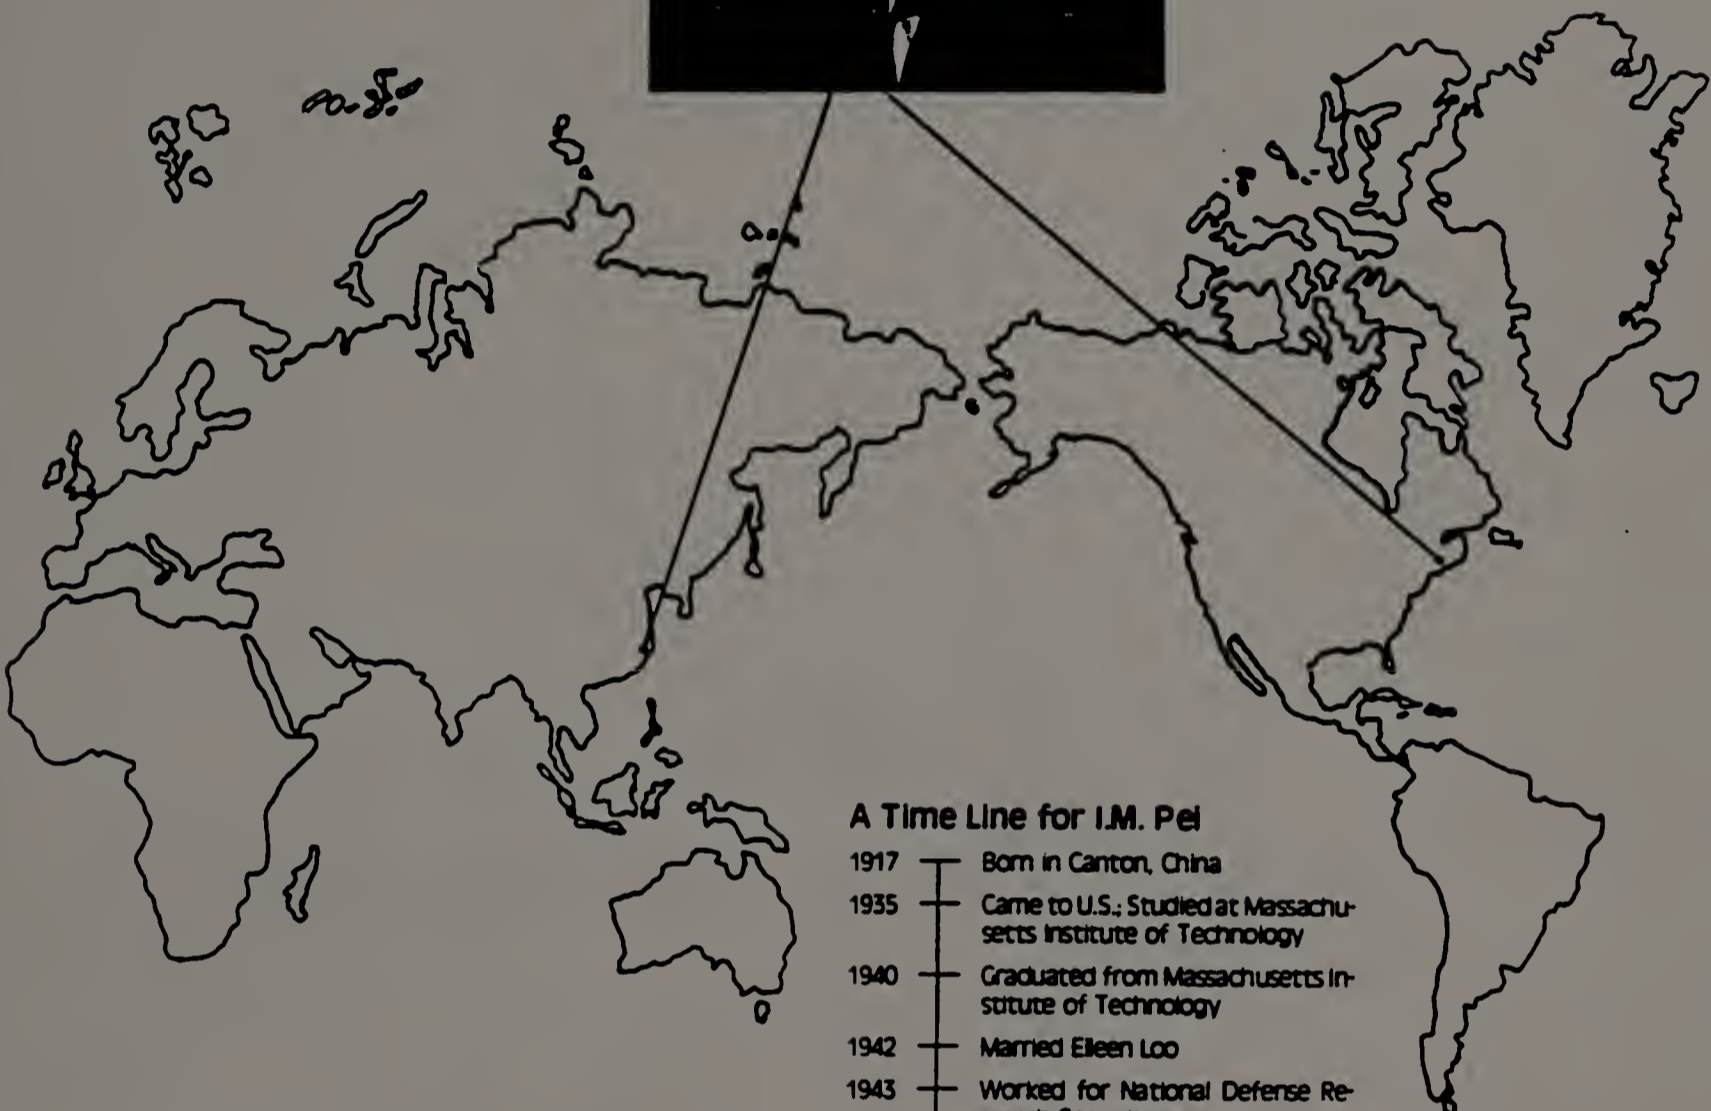 A Time Line for I.M. Pei
1917 Born in Canton, China
1935 Came to U.S.; Studied at Massachu-
setts Institute of Technology
1940 Graduated from Massachusetts In-
stitute of Technology
1942 Married Eileen Loo
1943 Worked for National Defense Re-